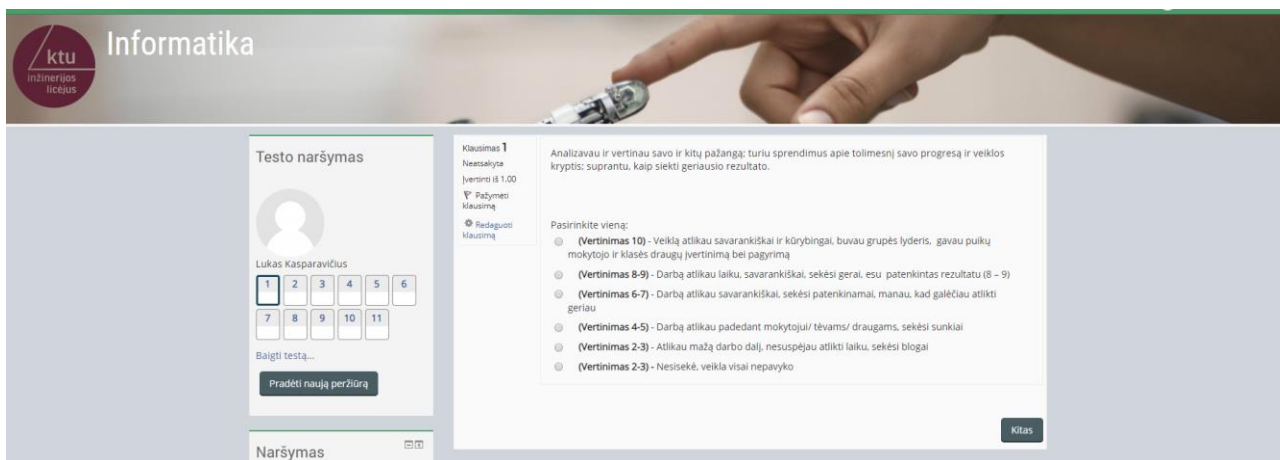 ktu
inžinerijos
licėjus
Informatika
Testo naršymas
Lukas Kasparavičius
1 2 3 4 5 6
7 8 9 10 11
Baigti testą...
Pradėti naują peržiūrą
Naršymas
Klausimas 1
Neatsakyta
Įvertinti iš 1.00
Pažymėti
klausimą
Redaguoti
klausimą
Analizavau ir vertinau savo ir kitų pažangą; turiu sprendimus apie tolimesnį savo progresą ir veiklos
kryptis; suprantu, kaip siekti geriausio rezultato.
Pasirinkite vieną:
(Vertinimas 10) - Veiklą atlikau savarankiškai ir kūrybingai, buvau grupės lyderis, gavau puikų
mokytojo ir klasės draugų įvertinimą bei pagyrimą
(Vertinimas 8-9) - Darbą atlikau laiku, savarankiškai, sekėsi gerai, esu patenkintas rezultatu (8 – 9)
(Vertinimas 6-7) - Darbą atlikau savarankiškai, sekėsi patenkinamai, manau, kad galėčiau atlikti
geriau
(Vertinimas 4-5) - Darbą atlikau padedant mokytojui/ tėvams/ draugams, sekėsi sunkiai
(Vertinimas 2-3) - Atlikau mažą darbo dalį, nesuspėjau atlikti laiku, sekėsi blogai
(Vertinimas 2-3) - Nesisekė, veikla visai nepavyko
Kitas